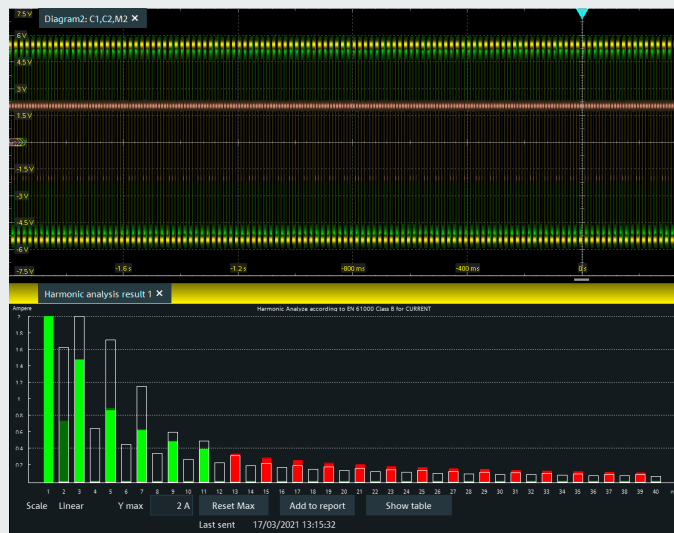 7.5 V
Diagram2: C1,C2,M2 ✕
6 V
4.5 V
3 V
1.5 V
-1.5 V
-3 V
-4.5 V
-6 V
-7.5 V
-1.6 s
-1.2 s
-800 ms
-400 ms
0 s
Harmonic analysis result 1 ✕
Ampere
Harmonic Analyze according to EN 61000 Class B for CURRENT
2
1.8
1.6
1.4
1.2
1
0.8
0.6
0.4
0.2
1 2 3 4 5 6 7 8 9 10 11 12 13 14 15 16 17 18 19 20 21 22 23 24 25 26 27 28 29 30 31 32 33 34 35 36 37 38 39 40 n
Scale Linear Y max 2 A Reset Max Add to report Show table
Last sent 17/03/2021 13:15:32